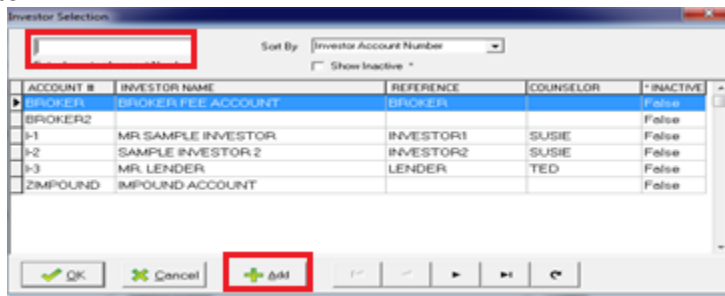 Investor Selection
Sort By Investor Account Number
Show Inactive *
ACCOUNT # INVESTOR NAME REFERENCE COUNSELOR * INACTIVE
BROKER BROKER FEE ACCOUNT BROKER False
BROKER2 False
I-1 MR.SAMPLE INVESTOR INVESTOR1 SUSIE False
I-2 SAMPLE INVESTOR 2 INVESTOR2 SUSIE False
I-3 MR. LENDER LENDER TED False
ZIMPOUND IMPOUND ACCOUNT False
OK Cancel Add